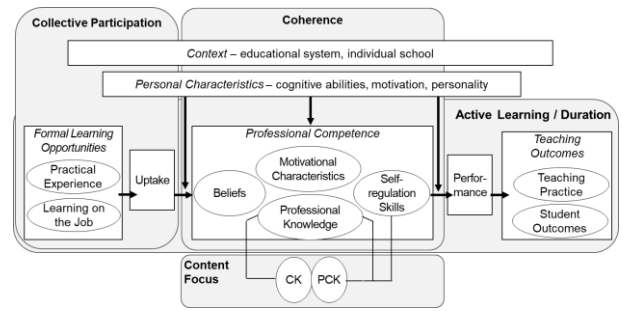 Collective Participation
Coherence
Context – educational system, individual school
Personal Characteristics – cognitive abilities, motivation, personality
Active Learning / Duration
Formal Learning
Opportunities
Practical
Experience
Learning on
the Job
Uptake
Professional Competence
Beliefs
Motivational
Characteristics
Professional
Knowledge
Self-
regulation
Skills
Perfor-
mance
Teaching
Outcomes
Teaching
Practice
Student
Outcomes
Content
Focus
CK
PCK